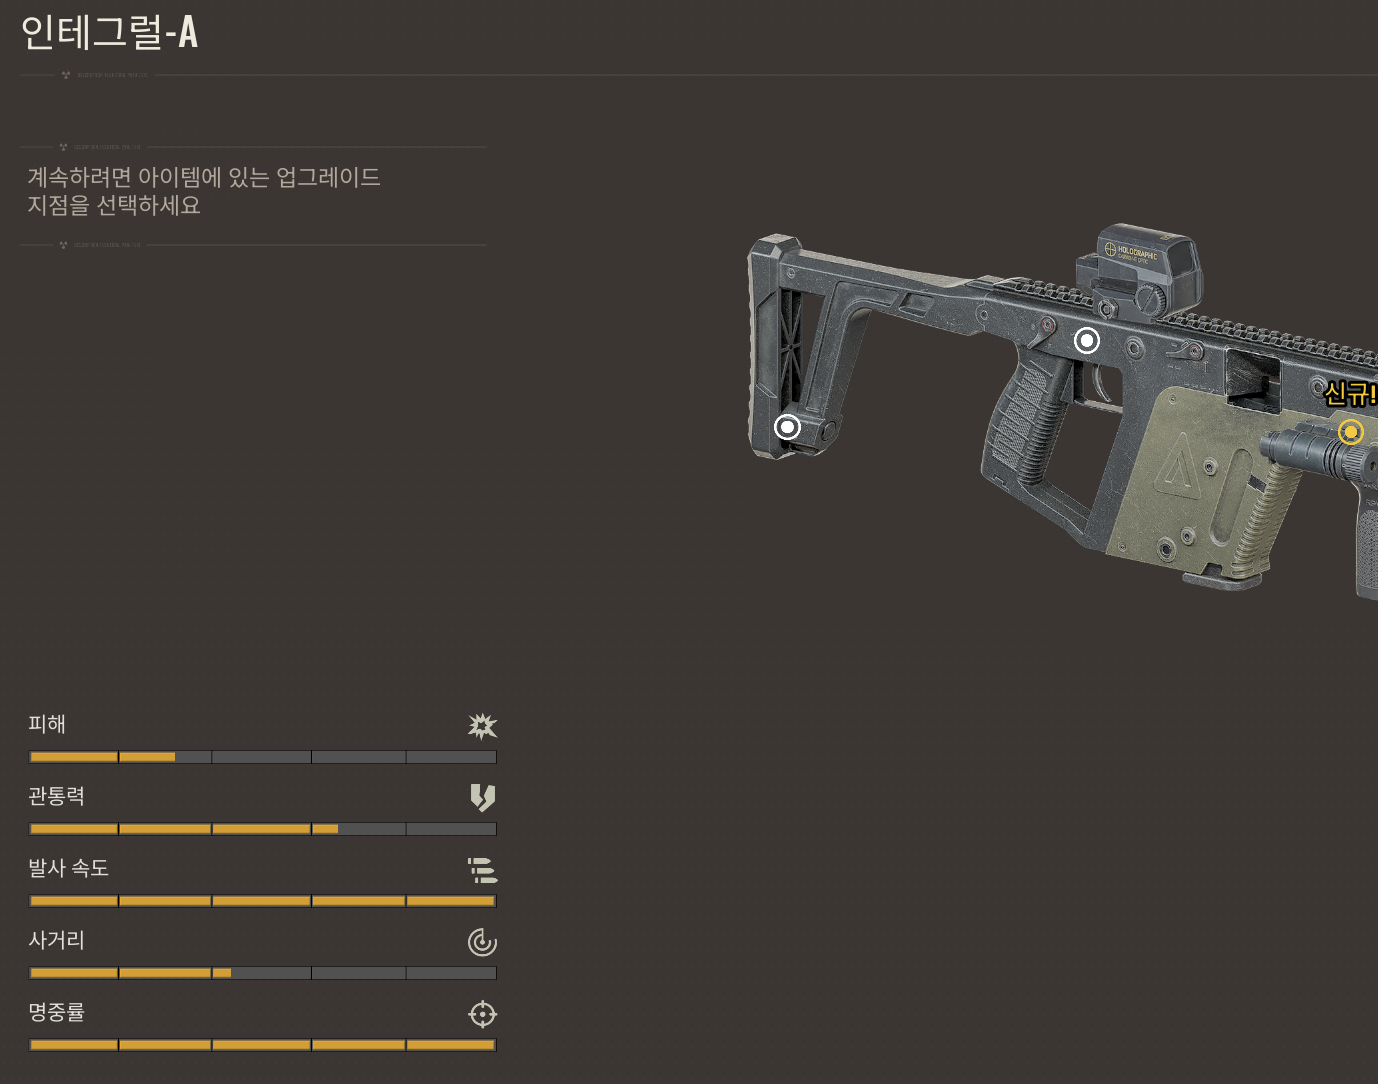 인테그럴-A
계속하려면 아이템에 있는 업그레이드
지점을 선택하세요
HOLOGRAPHIC
신규!
피해
관통력
발사 속도
사거리
명중률